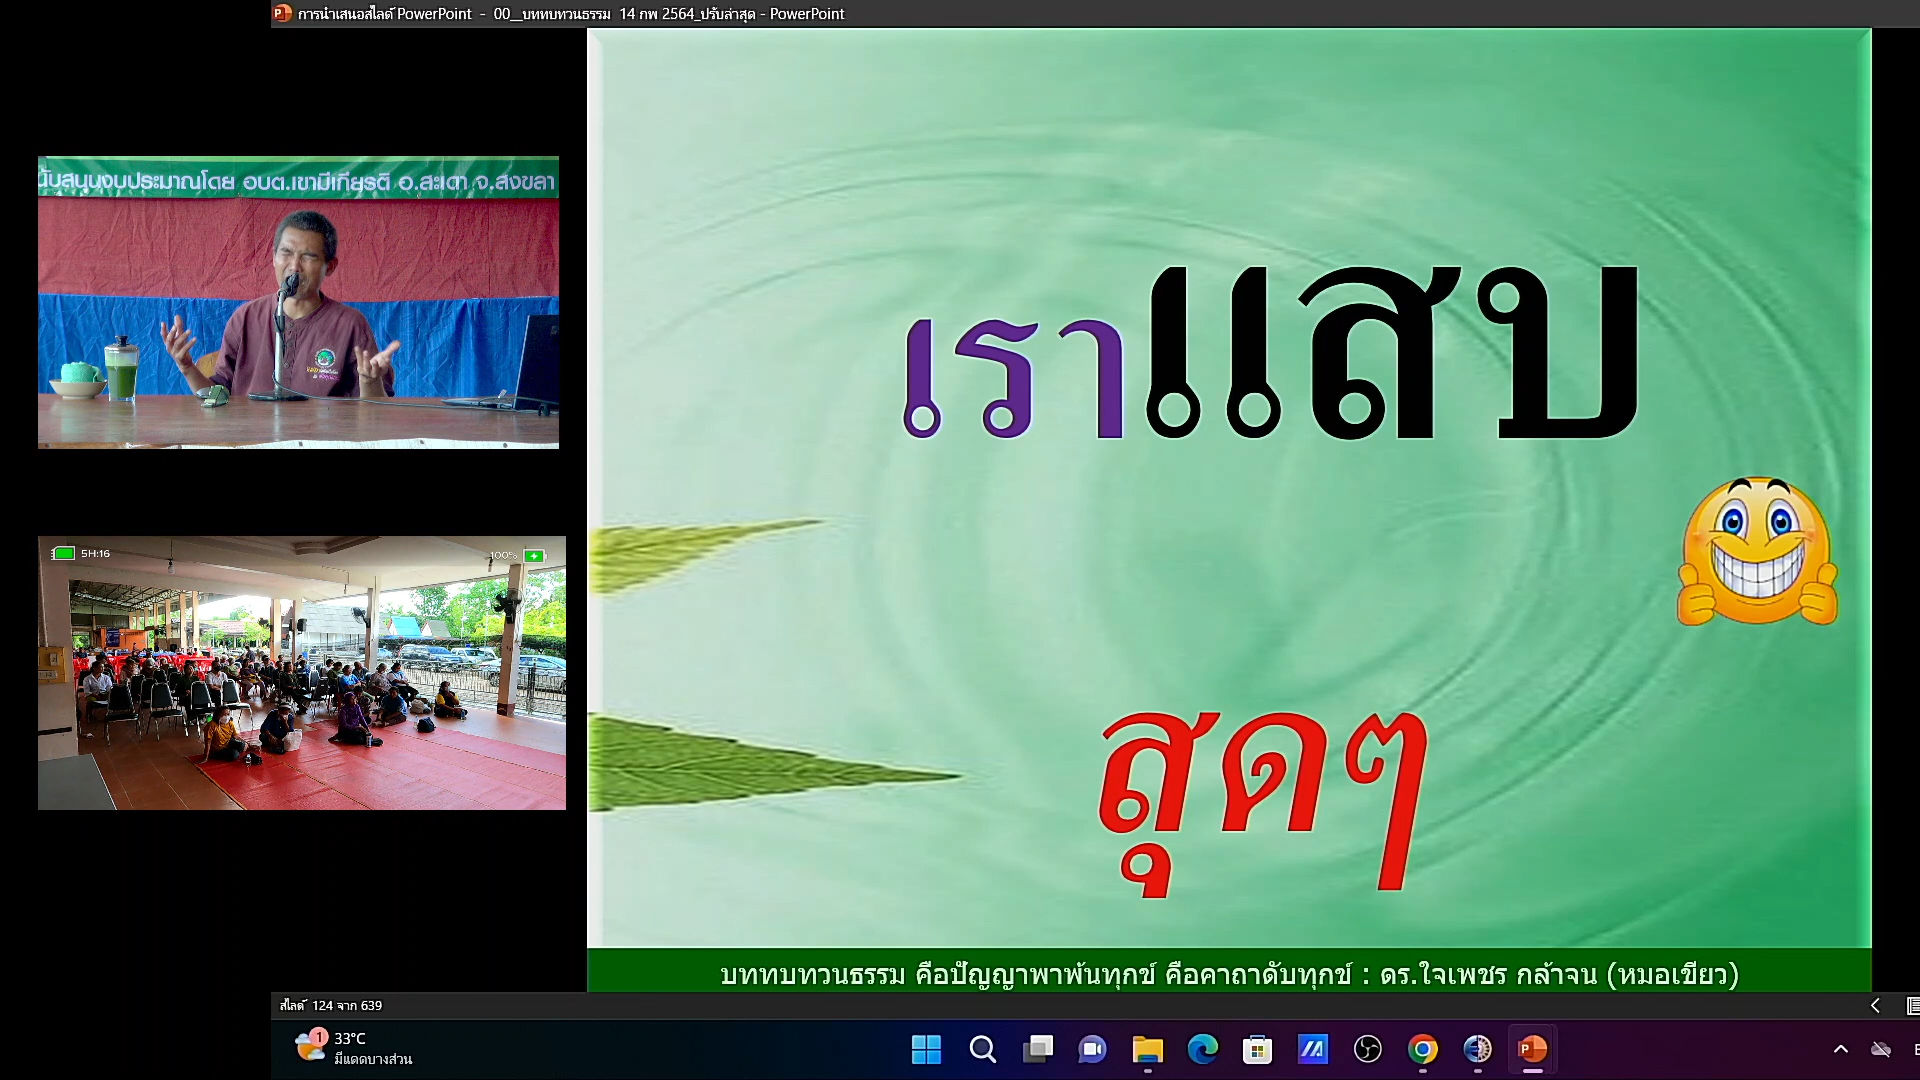 การนำเสนอสไลด์ PowerPoint - 00__บททบทวนธรรม 14 กพ 2564_ปรับล่าสุด - PowerPoint
นับสนุนงบประมาณโดย อบต.เขามีเกียรติ อ.สะเดา จ.สงขลา
5H:16
100%
เราแสบ
สุดๆ
บททบทวนธรรม คือปัญญาพาพ้นทุกข์ คือคาถาดับทุกข์ : ดร.ใจเพชร กล้าจน (หมอเขียว)
สไลด์ 124 จาก 639
1
33°C
มีแดดบางส่วน